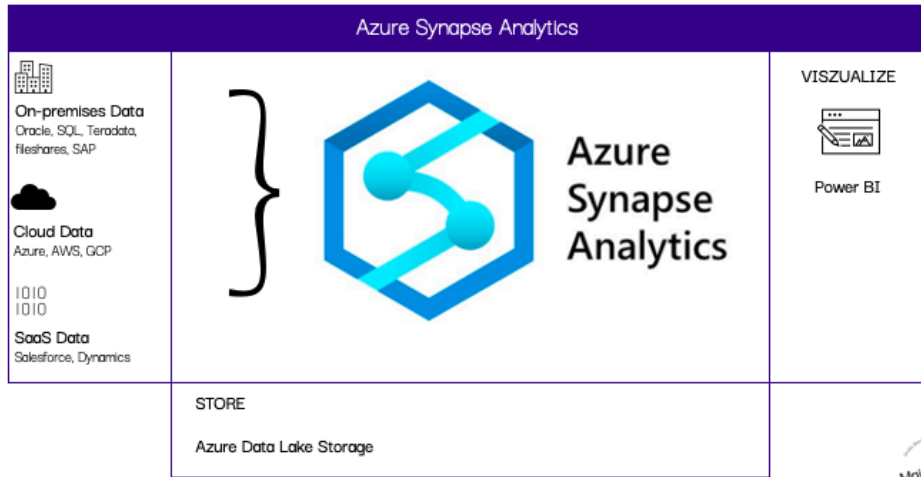 Azure Synapse Analytics
On-premises Data
Oracle, SQL, Teradata,
fileshares, SAP
Cloud Data
Azure, AWS, GCP
1010
1010
SaaS Data
Salesforce, Dynamics
Azure
Synapse
Analytics
VISZUALIZE
Power BI
STORE
Azure Data Lake Storage